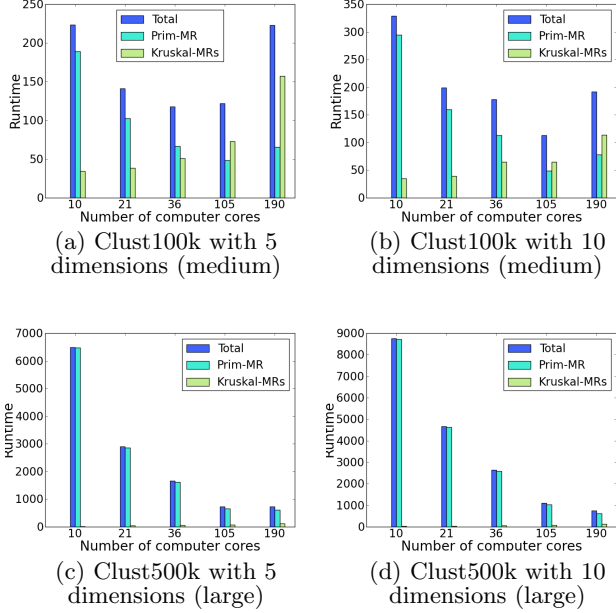 250
200
150
100
50
0
Runtime
Total
Prim-MR
Kruskal-MRs
10 21 36 105 190
Number of computer cores
(a) Clust100k with 5
dimensions (medium)
350
300
250
200
150
100
50
0
Runtime
Total
Prim-MR
Kruskal-MRs
10 21 36 105 190
Number of computer cores
(b) Clust100k with 10
dimensions (medium)
7000
6000
5000
4000
3000
2000
1000
0
Runtime
Total
Prim-MR
Kruskal-MRs
10 21 36 105 190
Number of computer cores
(c) Clust500k with 5
dimensions (large)
9000
8000
7000
6000
5000
4000
3000
2000
1000
0
Runtime
Total
Prim-MR
Kruskal-MRs
10 21 36 105 190
Number of computer cores
(d) Clust500k with 10
dimensions (large)